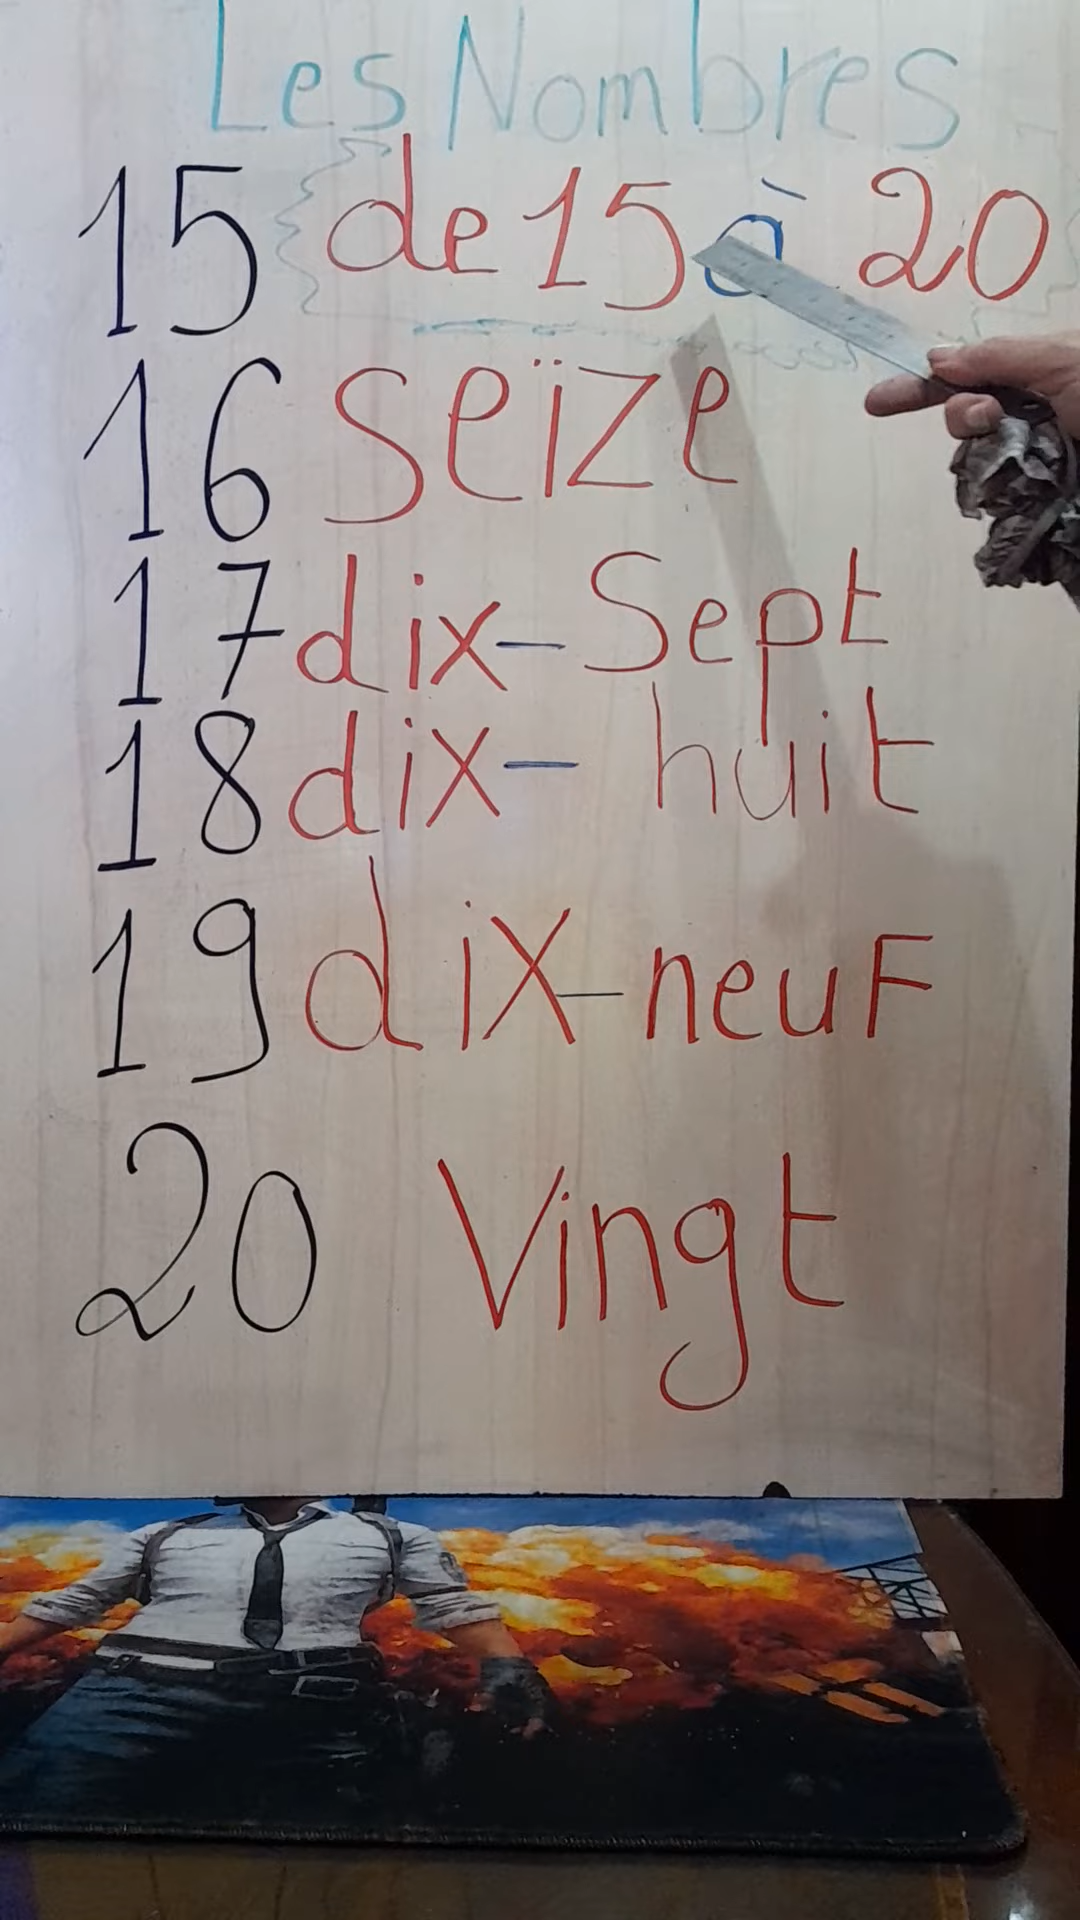 Les Nombres
15 de 15 à 20
16 Seïze
17 dix-Sept
18 dix-huit
19 diX-neuF
20 Vingt